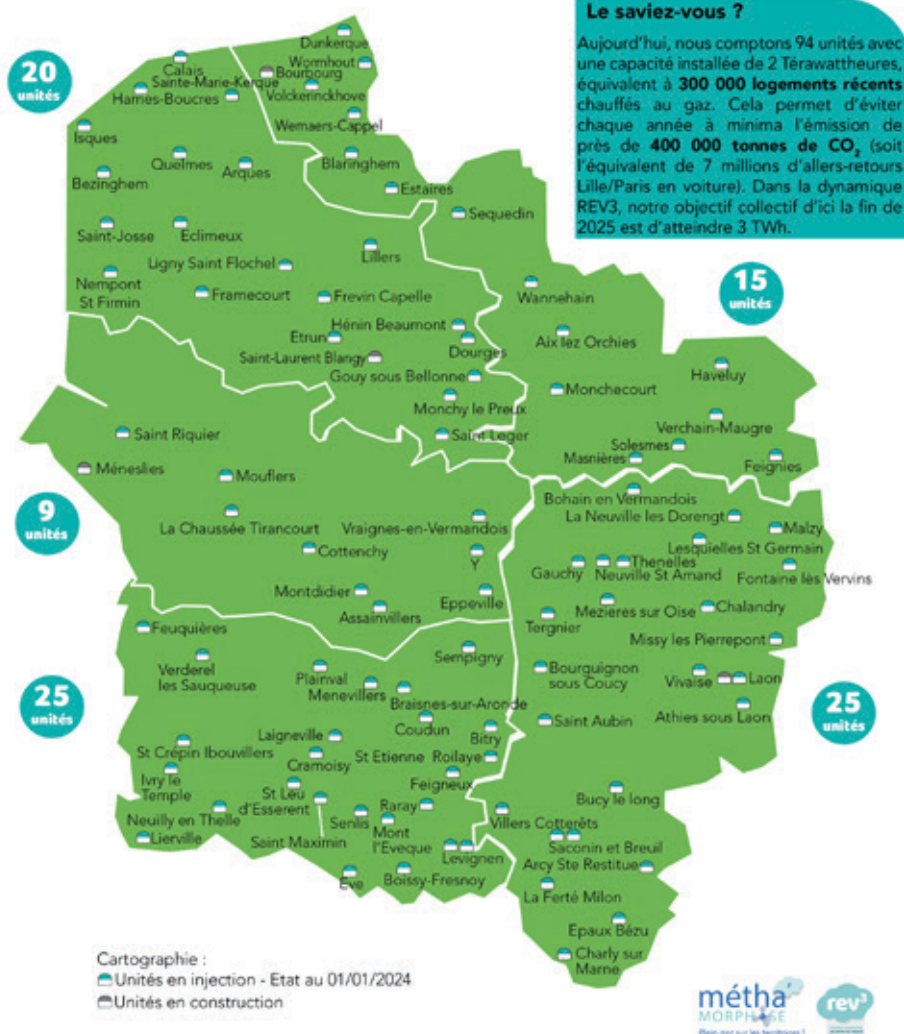 Le saviez-vous ?
Aujourd'hui, nous comptons 94 unités avec
une capacité installée de 2 Térawattheures,
équivalent à 300 000 logements récents
chauffés au gaz. Cela permet d'éviter
chaque année à minima l'émission de
près de 400 000 tonnes de CO₂ (soit
l'équivalent de 7 millions d'allers-retours
Lille/Paris en voiture). Dans la dynamique
REV3, notre objectif collectif d'ici la fin de
2025 est d'atteindre 3 TWh.
20
unités
Dunkerque
Wormhout
Calais
Bourbourg
Sainte-Marie-Kerque
Volckerinckhove
Hames-Boucres
Wemaers-Cappel
Isques
Quelmes
Arques
Blaringhem
Bezinghem
Estaires
Sequedin
Saint-Josse
Eclimeux
Lillers
Ligny Saint Flochel
Nempont
St Firmin
Framecourt
Frevin Capelle
Wannehain
15
unités
Hénin Beaumont
Etrun
Dourges
Aix lez Orchies
Saint-Laurent Blangy
Gouy sous Bellonne
Haveluy
Monchecourt
Monchy le Preux
Verchain-Maugre
Saint Riquier
Saint Leger
Solesmes
Masnières
Feignies
Méneslies
Mouflers
9
unités
Bohain en Vermandois
La Neuville les Dorengt
La Chaussée Tirancourt
Vraignes-en-Vermandois
Malzy
Lesquielles St Germain
Cottenchy
Y
Thenelles
Gauchy
Neuville St Amand
Fontaine lès Vervins
Montdidier
Eppeville
Assainvillers
Mezieres sur Oise
Chalandry
Tergnier
Feuquières
Missy les Pierrepont
Sempigny
Verderel
les Sauqueuse
Plainval
Menevillers
Bourguignon
sous Coucy
Vivaise
Laon
25
unités
Braisnes-sur-Aronde
25
unités
Coudun
Saint Aubin
Athies sous Laon
Laigneville
Bitry
St Crépin Ibouvillers
Cramoisy
St Etienne Roilaye
Ivry le
Temple
Feigneux
St Leu
d'Esserent
Bucy le long
Neuilly en Thelle
Raray
Senlis
Villers Cotterêts
Lierville
Saint Maximin
Mont
l'Eveque
Saconin et Breuil
Levignen
Arcy Ste Restitue
Eve
Boissy-Fresnoy
La Ferté Milon
Epaux Bézu
Charly sur
Marne
Cartographie :
Unités en injection - Etat au 01/01/2024
Unités en construction
métha
MORPHOSE
Plein gaz sur les territoires !
rev³